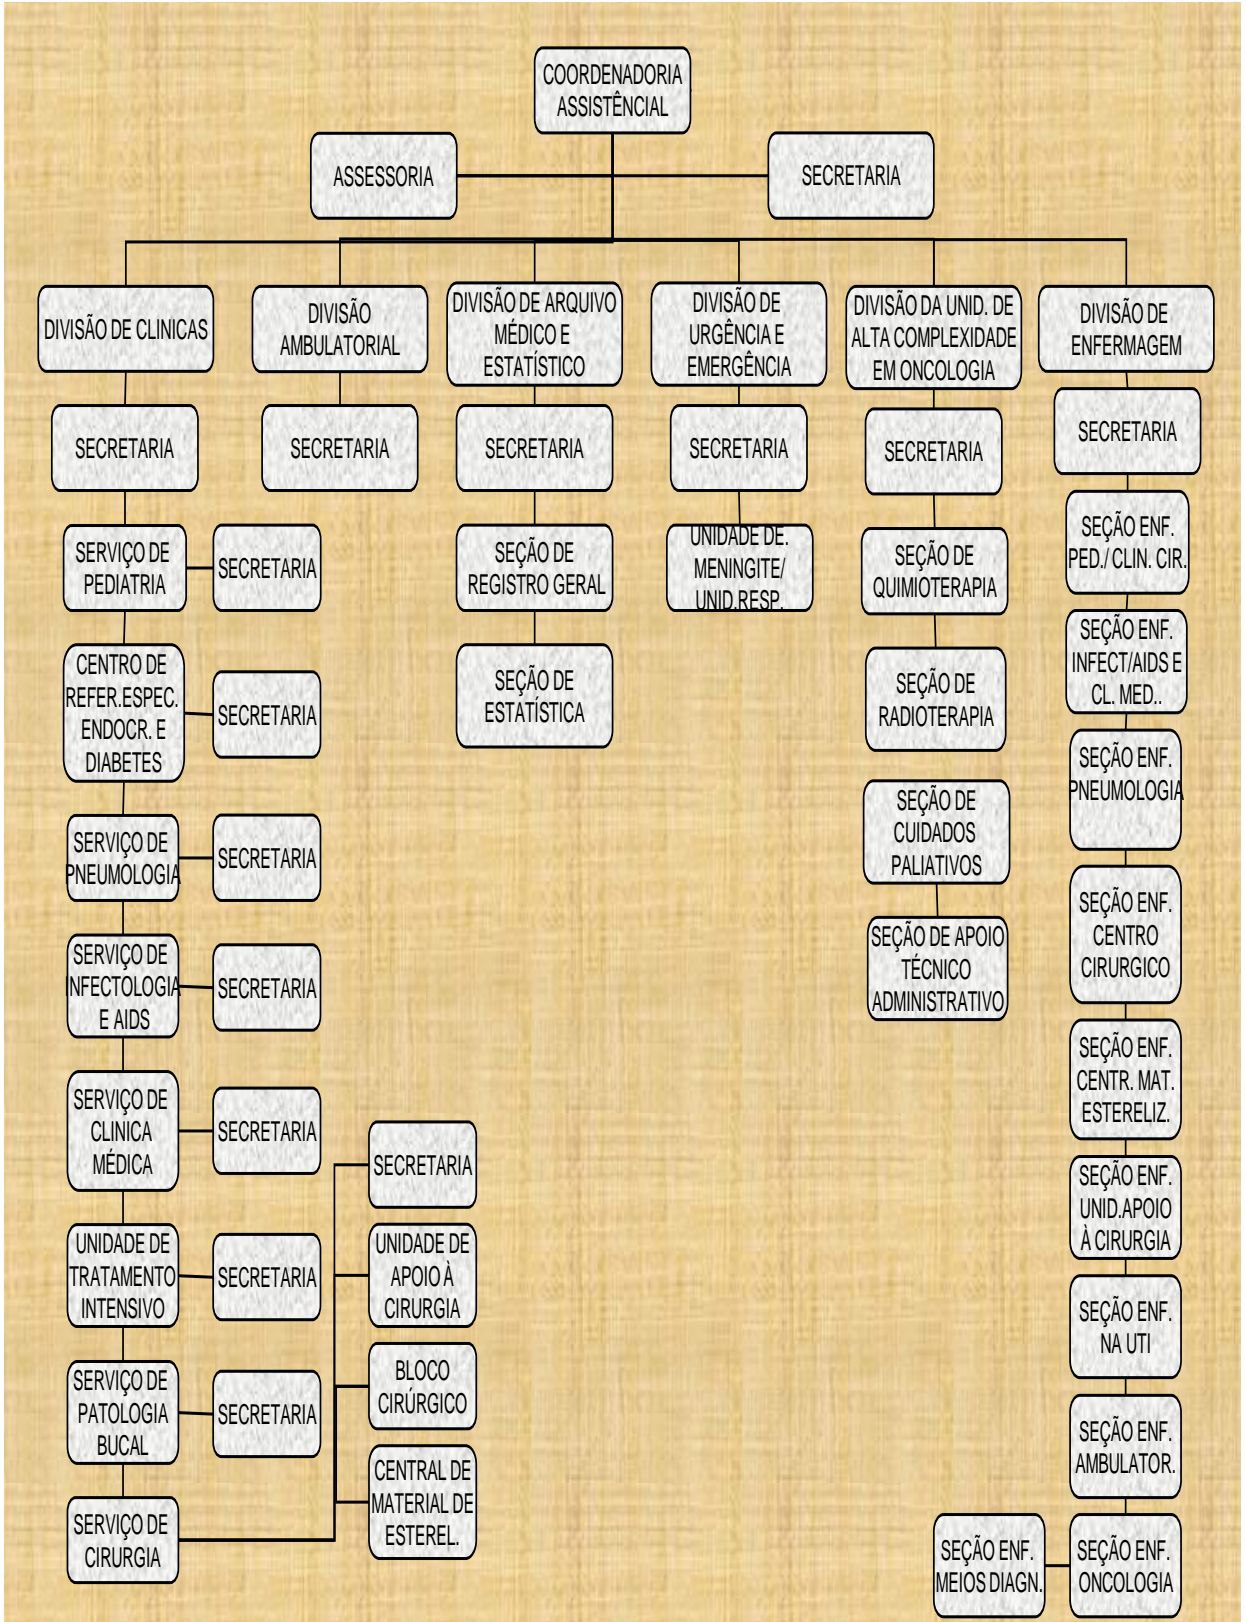 COORDENADORIA
ASSISTÊNCIAL
ASSESSORIA
SECRETARIA
DIVISÃO DE CLINICAS
DIVISÃO
AMBULATORIAL
DIVISÃO DE ARQUIVO
MÉDICO E
ESTATÍSTICO
DIVISÃO DE
URGÊNCIA E
EMERGÊNCIA
DIVISÃO DA UNID. DE
ALTA COMPLEXIDADE
EM ONCOLOGIA
DIVISÃO DE
ENFERMAGEM
SECRETARIA
SECRETARIA
SECRETARIA
SECRETARIA
SECRETARIA
SECRETARIA
SERVIÇO DE
PEDIATRIA
SECRETARIA
CENTRO DE
REFER.ESPEC.
ENDOCR. E
DIABETES
SECRETARIA
SERVIÇO DE
PNEUMOLOGIA
SECRETARIA
SERVIÇO DE
INFECTOLOGIA
E AIDS
SECRETARIA
SERVIÇO DE
CLINICA
MÉDICA
SECRETARIA
UNIDADE DE
TRATAMENTO
INTENSIVO
SECRETARIA
SERVIÇO DE
PATOLOGIA
BUCAL
SECRETARIA
SERVIÇO DE
CIRURGIA
SECRETARIA
UNIDADE DE
APOIO À
CIRURGIA
BLOCO
CIRÚRGICO
CENTRAL DE
MATERIAL DE
ESTEREL.
SEÇÃO DE
REGISTRO GERAL
SEÇÃO DE
ESTATÍSTICA
UNIDADE DE.
MENINGITE/
UNID.RESP.
SEÇÃO DE
QUIMIOTERAPIA
SEÇÃO DE
RADIOTERAPIA
SEÇÃO DE
CUIDADOS
PALIATIVOS
SEÇÃO DE APOIO
TÉCNICO
ADMINISTRATIVO
SEÇÃO ENF.
PED./ CLIN. CIR.
SEÇÃO ENF.
INFECT/AIDS E
CL. MED..
SEÇÃO ENF.
PNEUMOLOGIA
SEÇÃO ENF.
CENTRO
CIRURGICO
SEÇÃO ENF.
CENTR. MAT.
ESTERELIZ.
SEÇÃO ENF.
UNID.APOIO
À CIRURGIA
SEÇÃO ENF.
NA UTI
SEÇÃO ENF.
AMBULATOR.
SEÇÃO ENF.
MEIOS DIAGN.
SEÇÃO ENF.
ONCOLOGIA